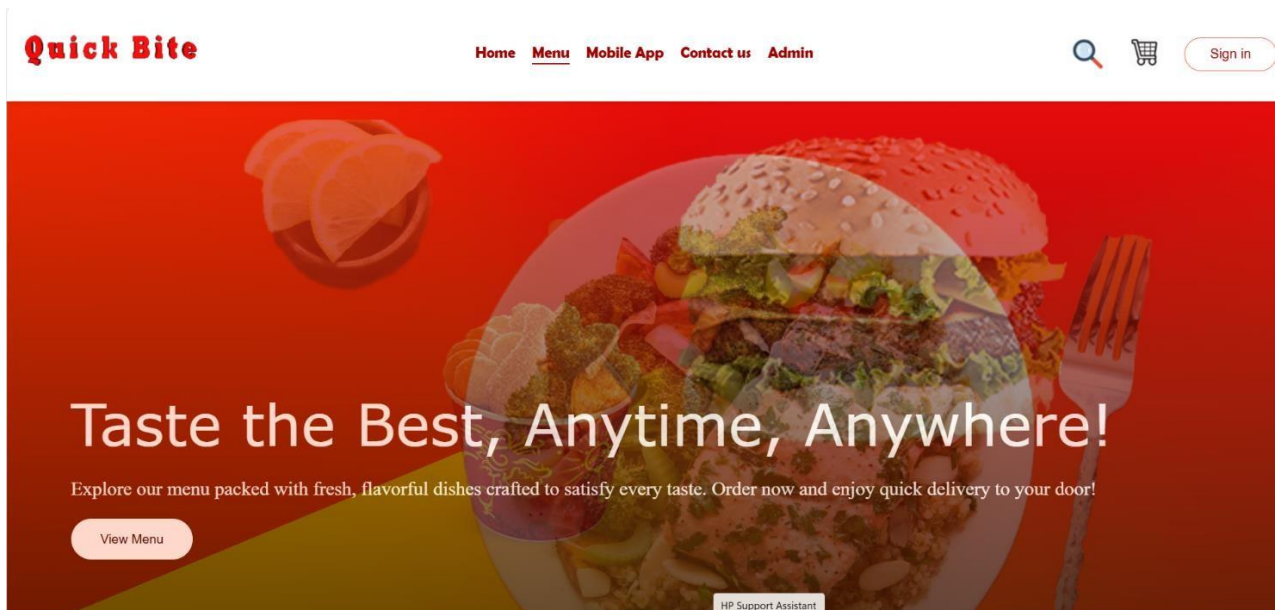 Quick Bite
Home Menu Mobile App Contact us Admin
Sign in
Taste the Best, Anytime, Anywhere!
Explore our menu packed with fresh, flavorful dishes crafted to satisfy every taste. Order now and enjoy quick delivery to your door!
View Menu
HP Support Assistant